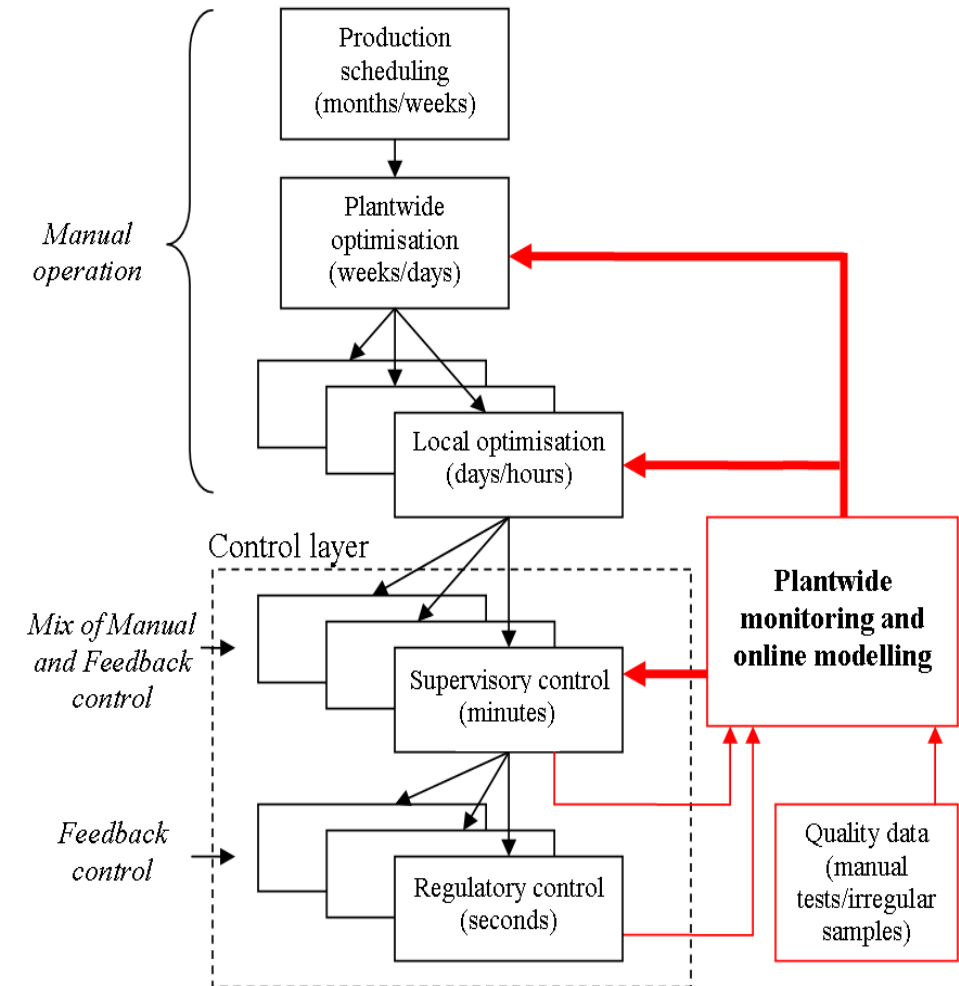 Production
scheduling
(months/weeks)
Plantwide
optimisation
(weeks/days)
Manual
operation
Local optimisation
(days/hours)
Control layer
Plantwide
monitoring and
online modelling
Mix of Manual
and Feedback
control
Supervisory control
(minutes)
Feedback
control
Regulatory control
(seconds)
Quality data
(manual
tests/irregular
samples)